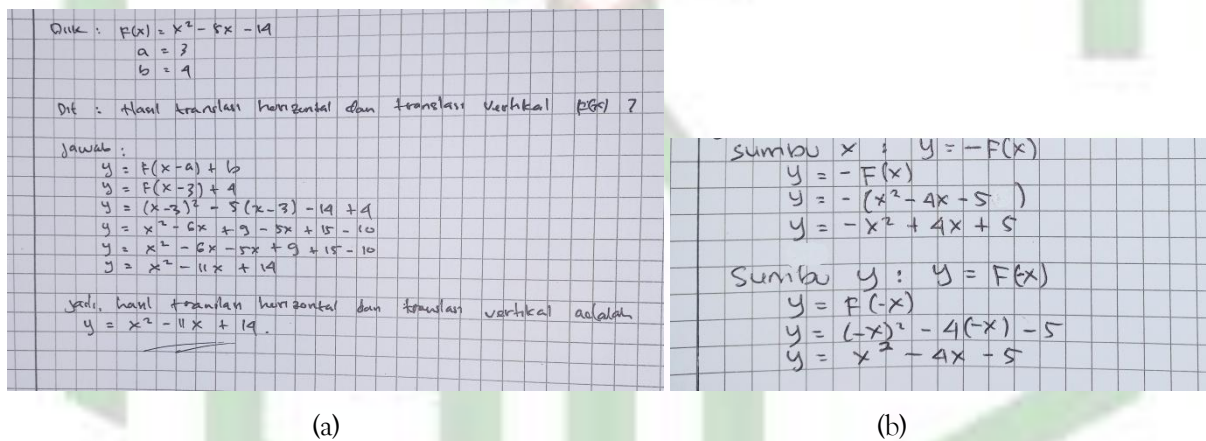 Dik : F(x) = x² - 5x - 14
a = 3
b = 4
Dit : Hasil translasi horizontal dan translasi vertikal F(x) ?
Jawab :
y = F(x-a) + b
y = F(x-3) + 4
y = (x-3)² - 5(x-3) - 14 + 4
y = x² - 6x + 9 - 5x + 15 - 10
y = x² - 6x - 5x + 9 + 15 - 10
y = x² - 11x + 14
Jadi, hasil translasi horizontal dan translasi vertikal adalah
y = x² - 11x + 14.
(a)
sumbu x : y = -F(x)
y = - F(x)
y = - (x² - 4x - 5 )
y = - x² + 4x + 5
Sumbu y : y = F(-x)
y = F(-x)
y = (-x)² - 4(-x) - 5
y = x² - 4x - 5
(b)